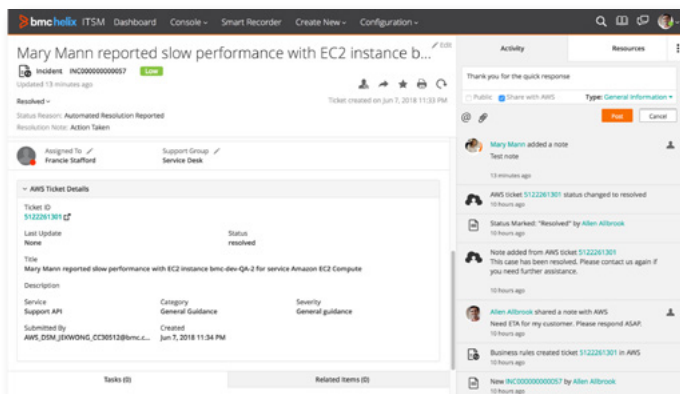 bmchelix ITSM Dashboard Console Smart Recorder Create New Configuration
Mary Mann reported slow performance with EC2 instance b...
Edit
Incident INC000000000057 Low
Updated 13 minutes ago
Resolved
Ticket created on Jun 7, 2018 11:33 PM
Status Reason: Automated Resolution Reported
Resolution Note: Action Taken
Assigned To
Francie Stafford
Support Group
Service Desk
AWS Ticket Details
Ticket ID
5122261301
Last Update
None
Status
resolved
Title
Mary Mann reported slow performance with EC2 instance bmc-dev-QA-2 for service Amazon EC2 Compute
Description
Service
Support API
Category
General Guidance
Severity
General guidance
Submitted By
AWS_DSM_JEKWONG_CC30512@bmc.c...
Created
Jun 7, 2018 11:34 PM
Tasks (0)
Related Items (0)
Activity
Resources
Thank you for the quick response
Public
Share with AWS
Type: General Information
@
Post
Cancel
Mary Mann added a note
Test note
13 minutes ago
AWS ticket 5122261301 status changed to resolved
10 hours ago
Status Marked: "Resolved" by Allen Allbrook
10 hours ago
Note added from AWS ticket 5122261301
This case has been resolved. Please contact us again if
you need further assistance.
10 hours ago
Allen Allbrook shared a note with AWS
Need ETA for my customer. Please respond ASAP.
10 hours ago
Business rules created ticket 5122261301 in AWS
10 hours ago
New INC000000000057 by Allen Allbrook
10 hours ago